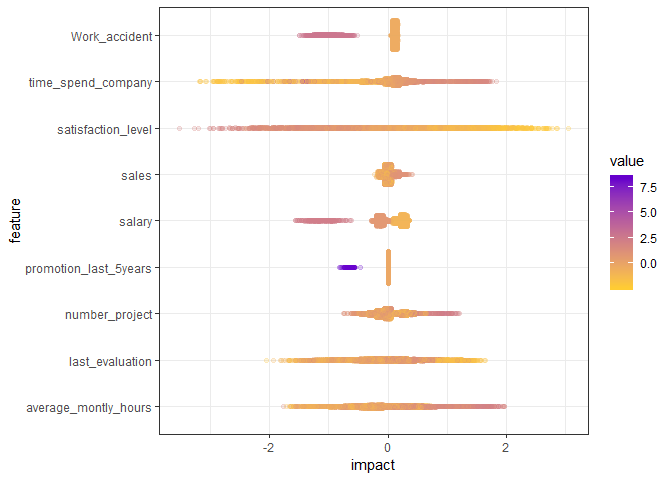 Work_accident
time_spend_company
satisfaction_level
sales
salary
promotion_last_5years
number_project
last_evaluation
average_montly_hours
feature
-2
0
2
impact
value
7.5
5.0
2.5
0.0